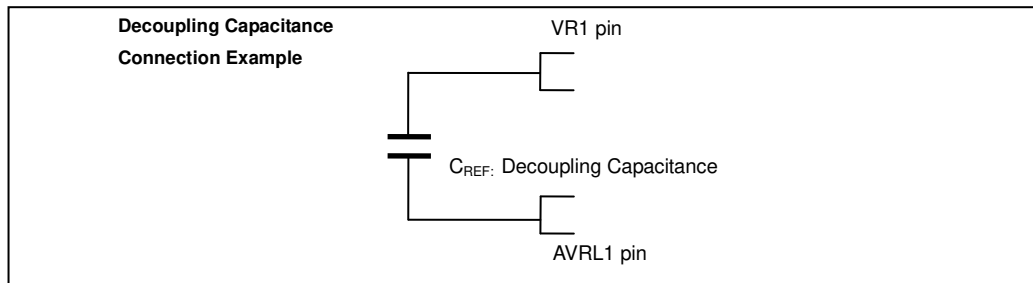 Decoupling Capacitance
Connection Example
VR1 pin
CREF: Decoupling Capacitance
AVRL1 pin